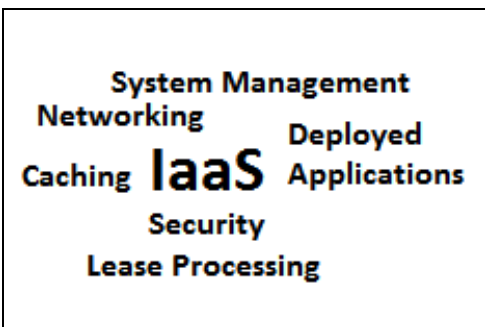 System Management
Networking
Deployed
Applications
Caching
IaaS
Security
Lease Processing